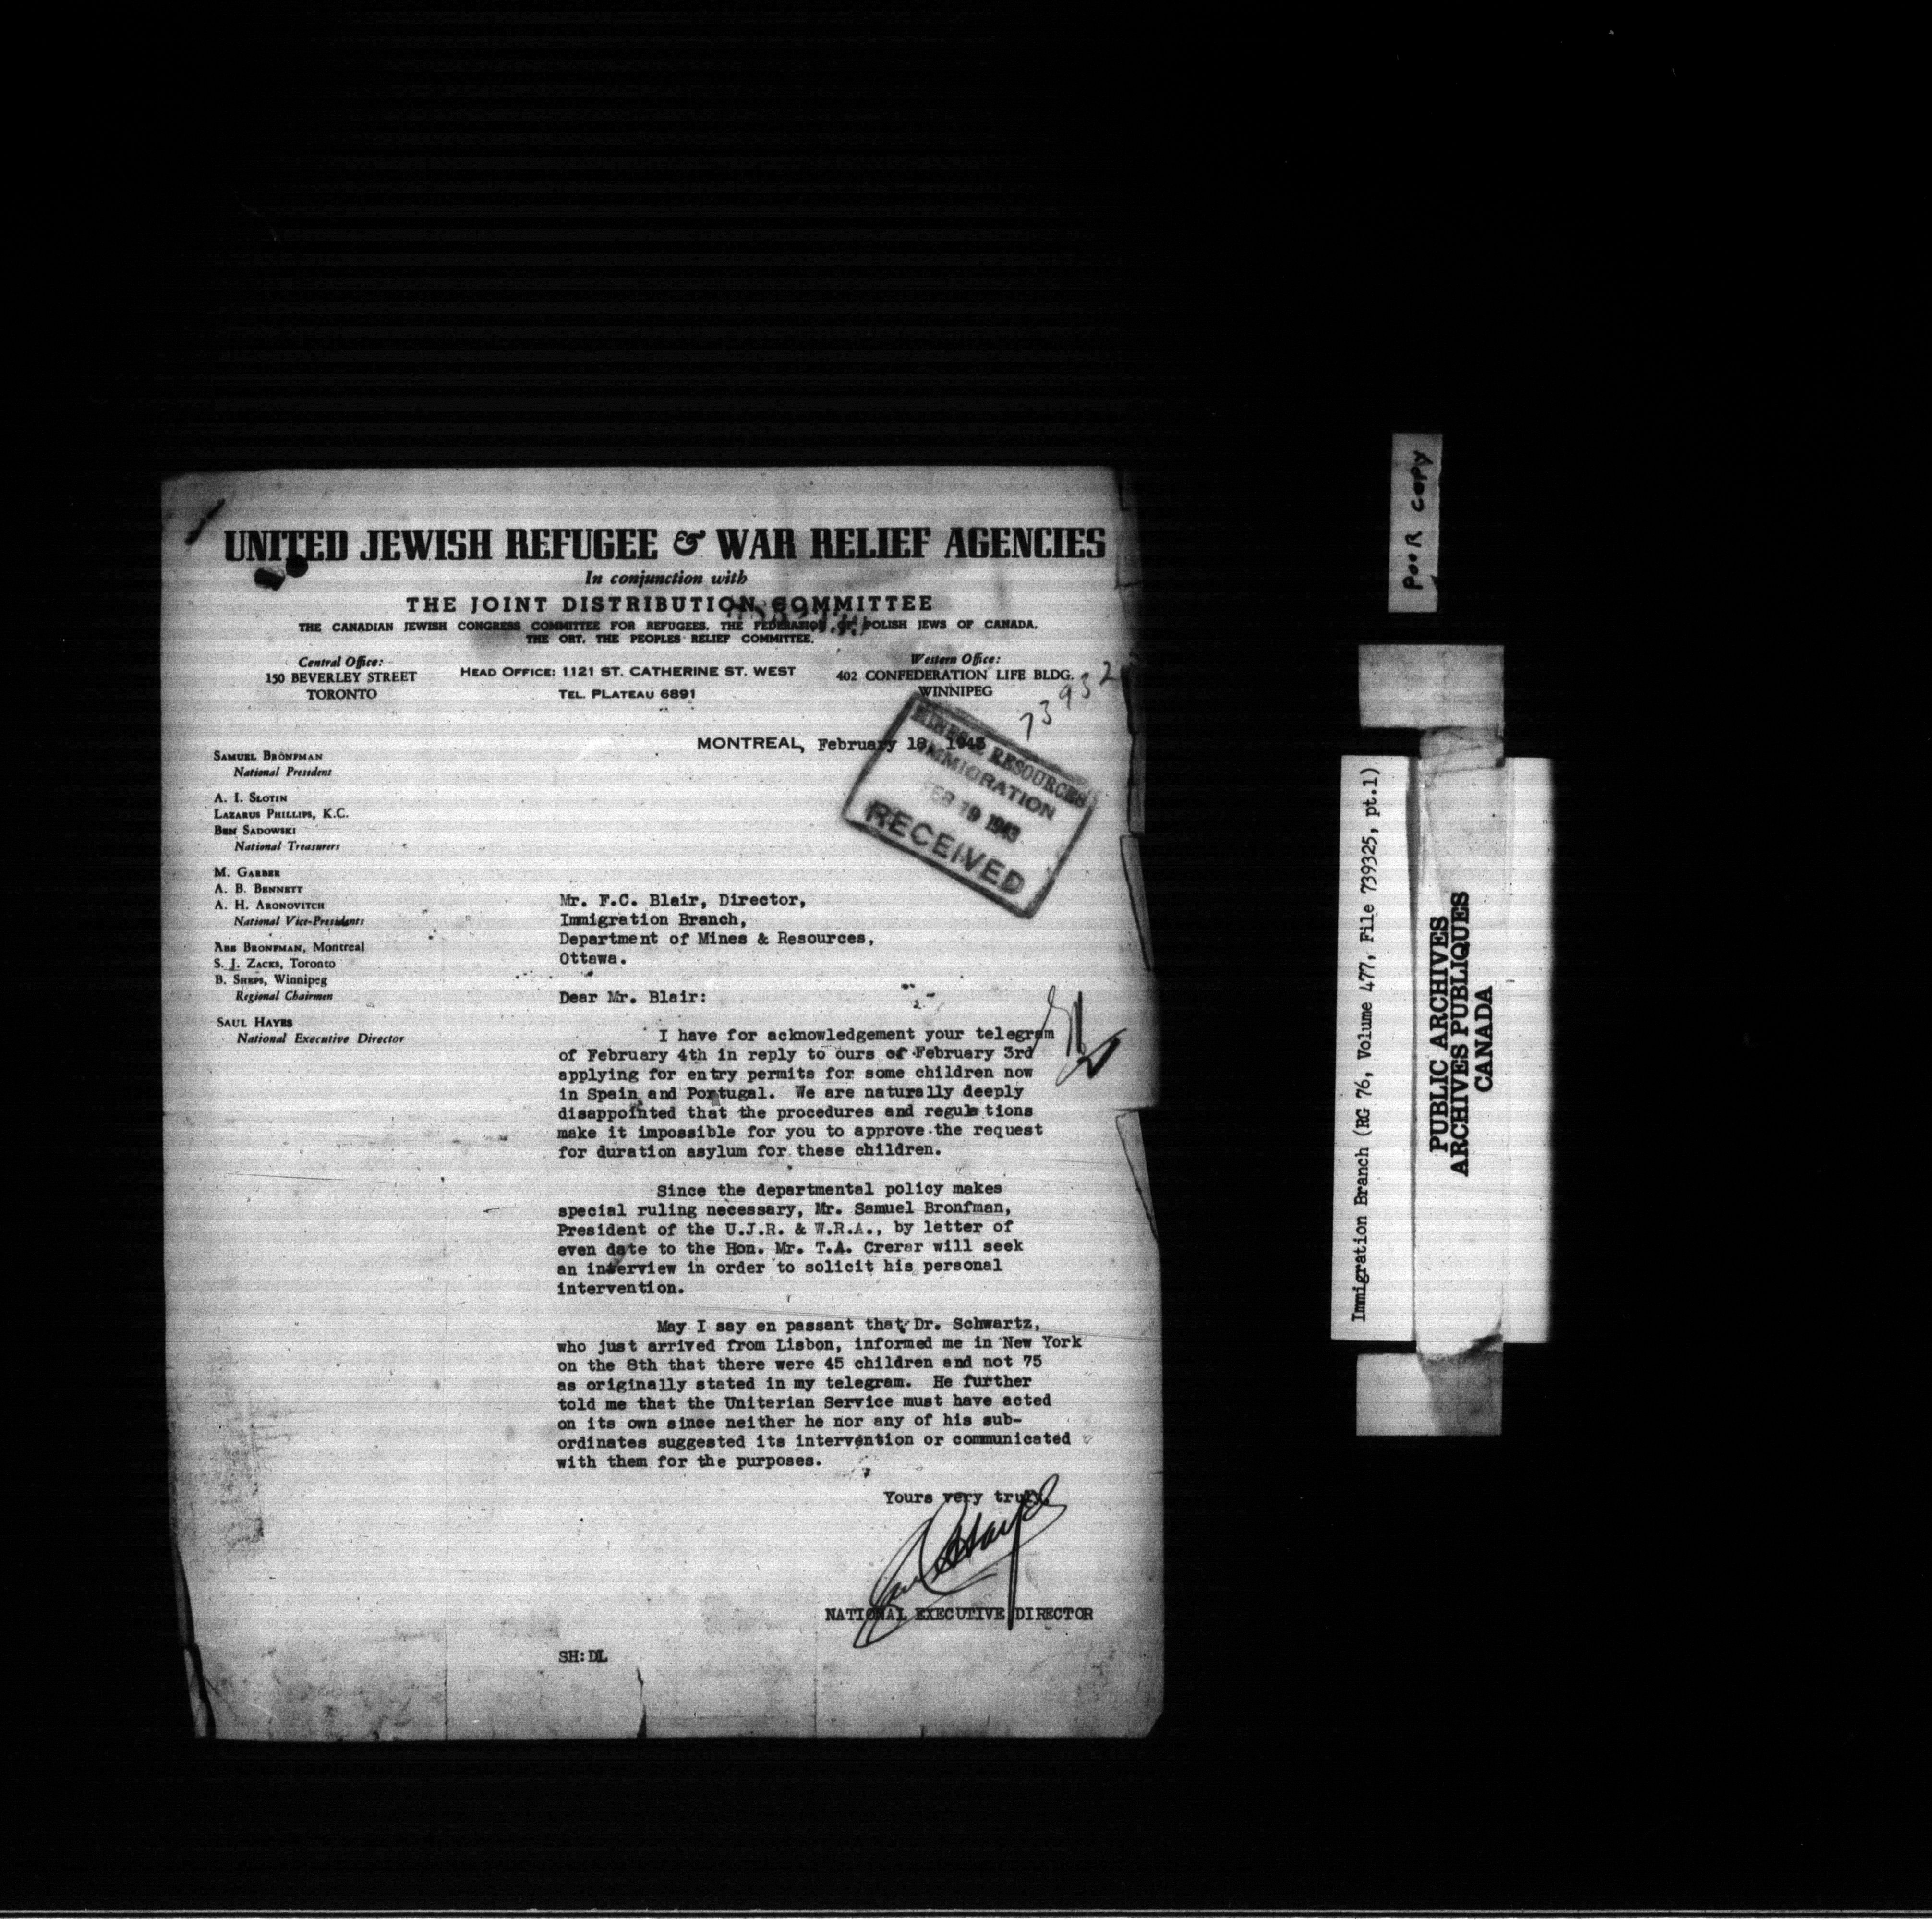 UNITED JEWISH REFUGEE & WAR RELIEF AGENCIES
In conjunction with
THE JOINT DISTRIBUTION COMMITTEE
THE CANADIAN JEWISH CONGRESS COMMITTEE FOR REFUGEES. THE FEDERATION OF POLISH JEWS OF CANADA.
THE ORT. THE PEOPLES RELIEF COMMITTEE.
Central Office:
150 BEVERLEY STREET
TORONTO
HEAD OFFICE: 1121 ST. CATHERINE ST. WEST
TEL. PLATEAU 6891
Western Office:
402 CONFEDERATION LIFE BLDG.
WINNIPEG
73932
MONTREAL, February 18, 1943
MINES & RESOURCES
IMMIGRATION
FEB 19 1943
RECEIVED
SAMUEL BRONFMAN
National President
A. I. SLOTIN
LAZARUS PHILLIPS, K.C.
BEN SADOWSKI
National Treasurers
M. GARBER
A. B. BENNETT
A. H. ARONOVITCH
National Vice-Presidents
ABE BRONFMAN, Montreal
S. J. ZACKS, Toronto
B. SHEPS, Winnipeg
Regional Chairmen
SAUL HAYES
National Executive Director
Mr. F.C. Blair, Director,
Immigration Branch,
Department of Mines & Resources,
Ottawa.
Dear Mr. Blair:
I have for acknowledgement your telegram
of February 4th in reply to ours of February 3rd
applying for entry permits for some children now
in Spain and Portugal. We are naturally deeply
disappointed that the procedures and regulations
make it impossible for you to approve the request
for duration asylum for these children.
Since the departmental policy makes
special ruling necessary, Mr. Samuel Bronfman,
President of the U.J.R. & W.R.A., by letter of
even date to the Hon. Mr. T.A. Crerar will seek
an interview in order to solicit his personal
intervention.
May I say en passant that Dr. Schwartz,
who just arrived from Lisbon, informed me in New York
on the 8th that there were 45 children and not 75
as originally stated in my telegram. He further
told me that the Unitarian Service must have acted
on its own since neither he nor any of his sub-
ordinates suggested its intervention or communicated
with them for the purposes.
Yours very truly,
Saul Hayes
NATIONAL EXECUTIVE DIRECTOR
SH:DL
POOR COPY
Immigration Branch (RG 76, Volume 477, File 739325, pt.1)
PUBLIC ARCHIVES
ARCHIVES PUBLIQUES
CANADA